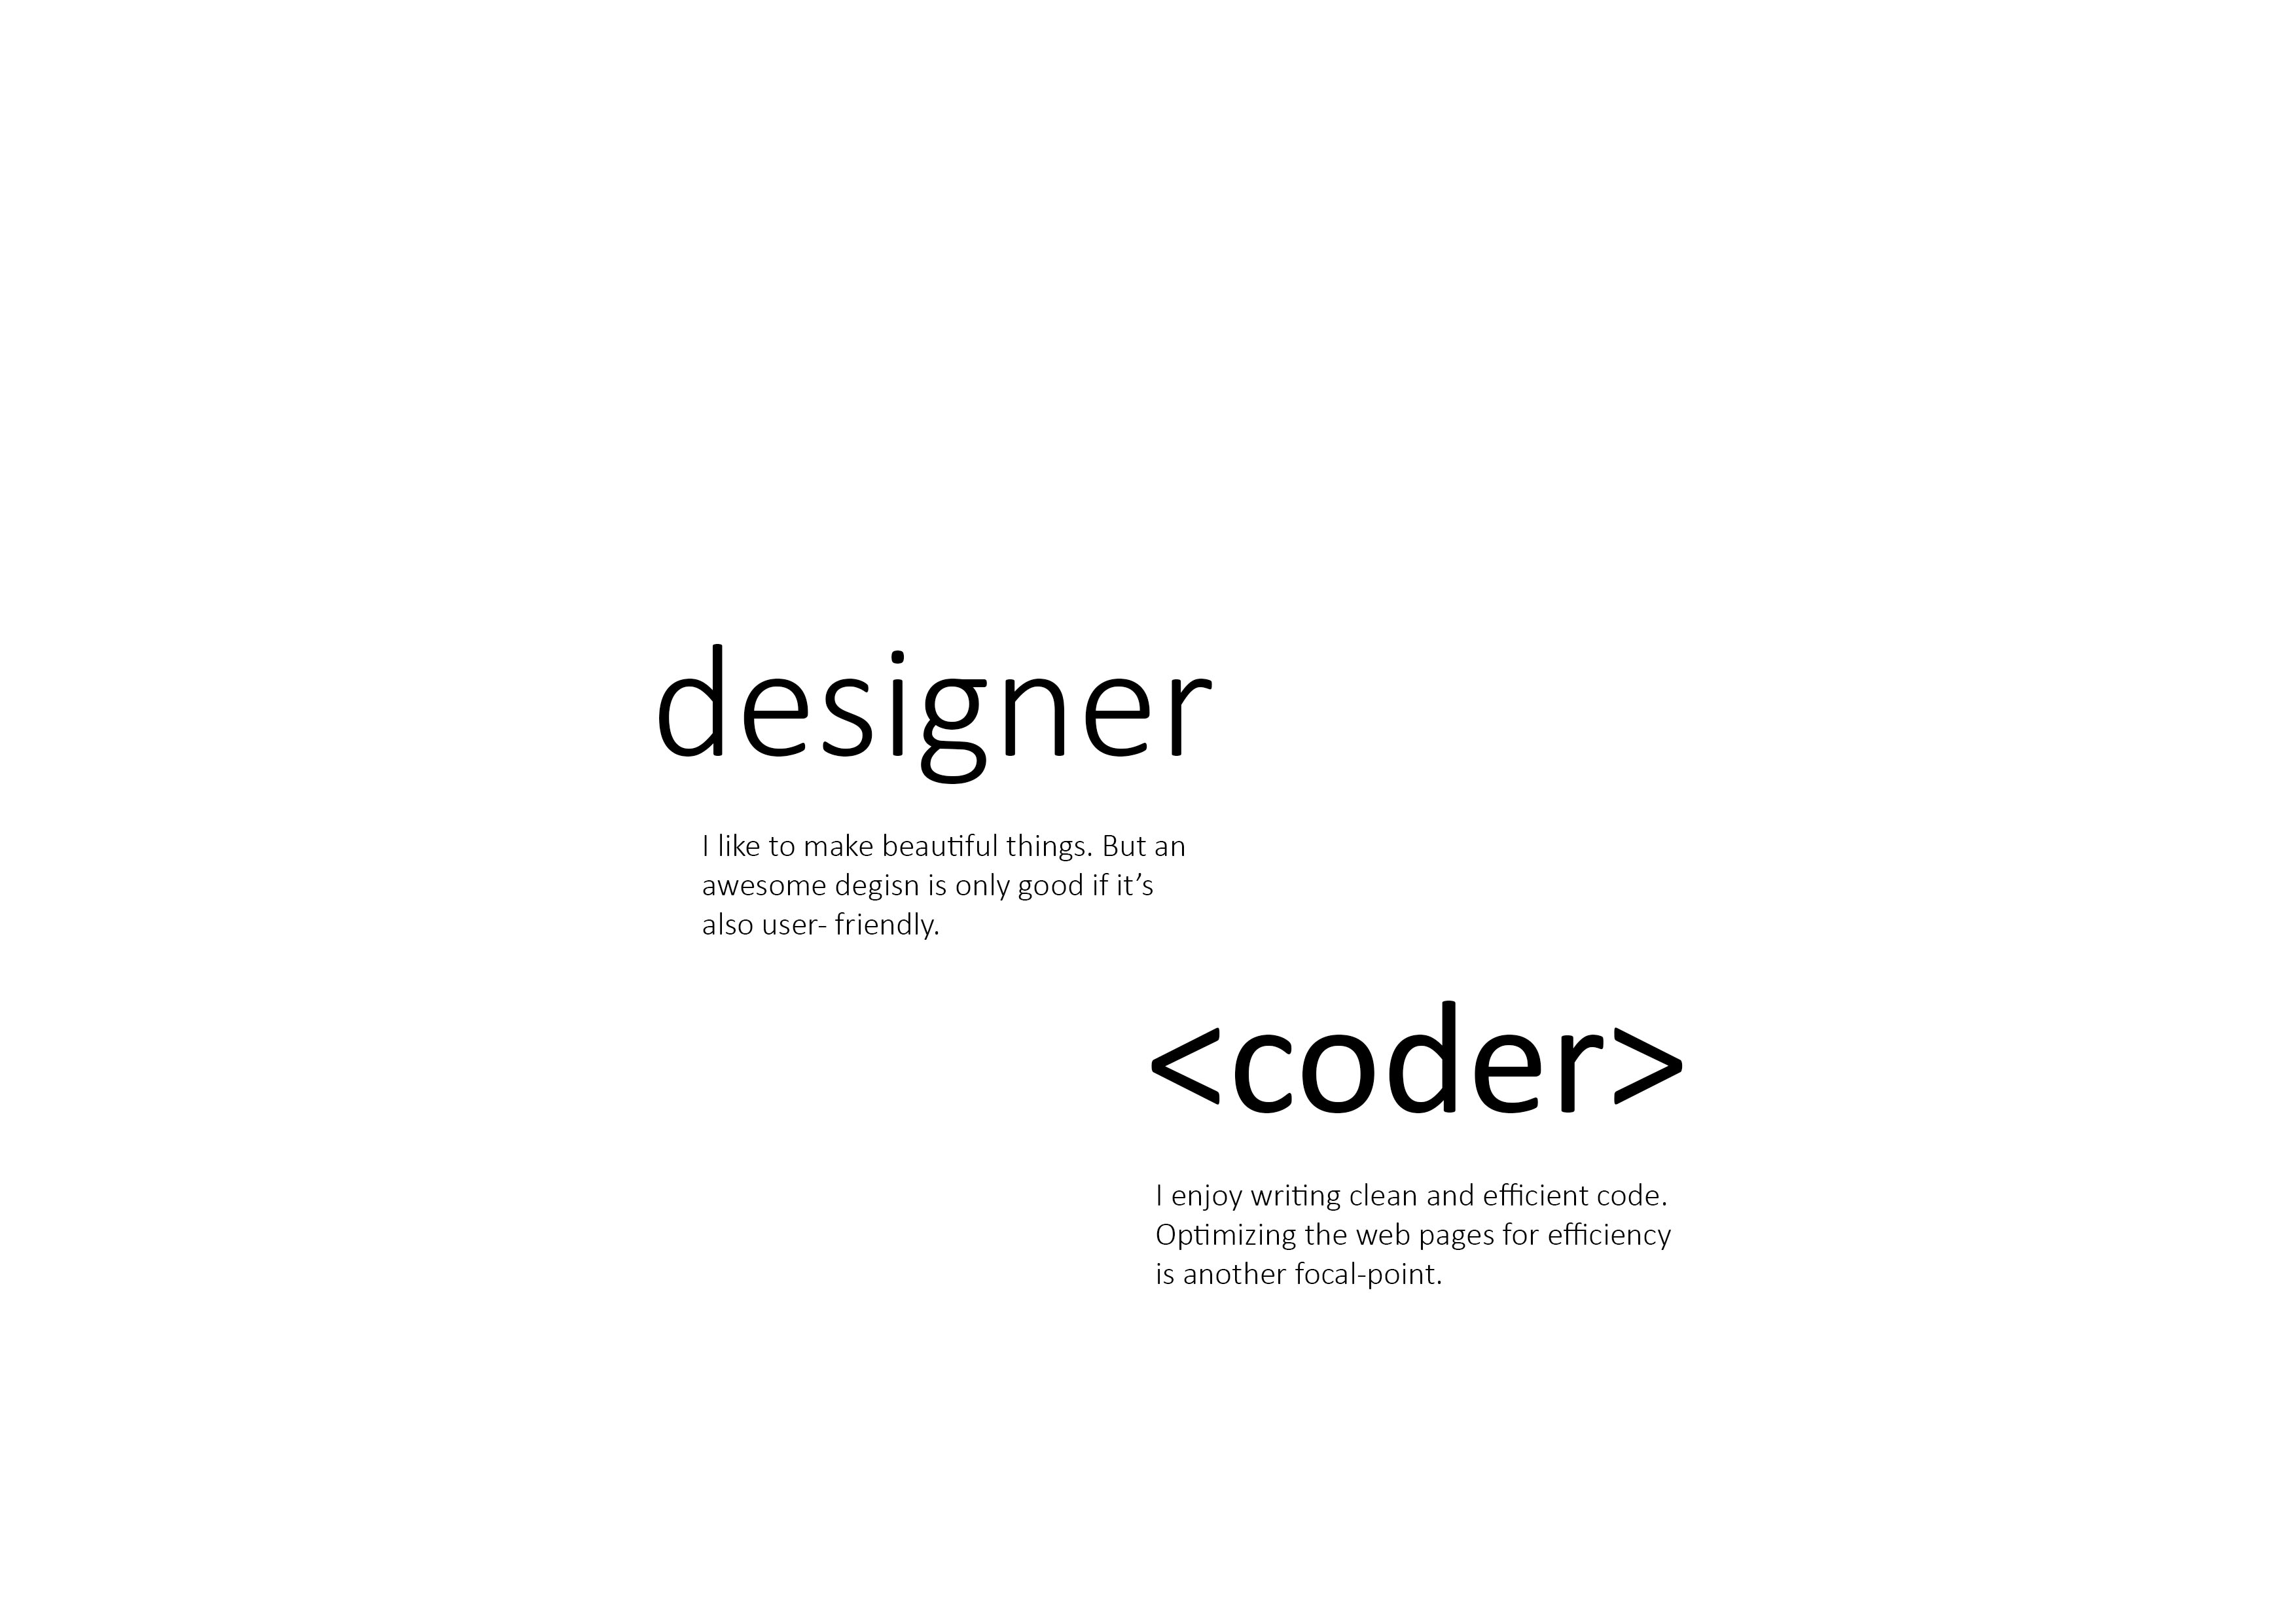 designer
I like to make beautiful things. But an
awesome degisn is only good if it’s
also user- friendly.
<coder>
I enjoy writing clean and efficient code.
Optimizing the web pages for efficiency
is another focal-point.